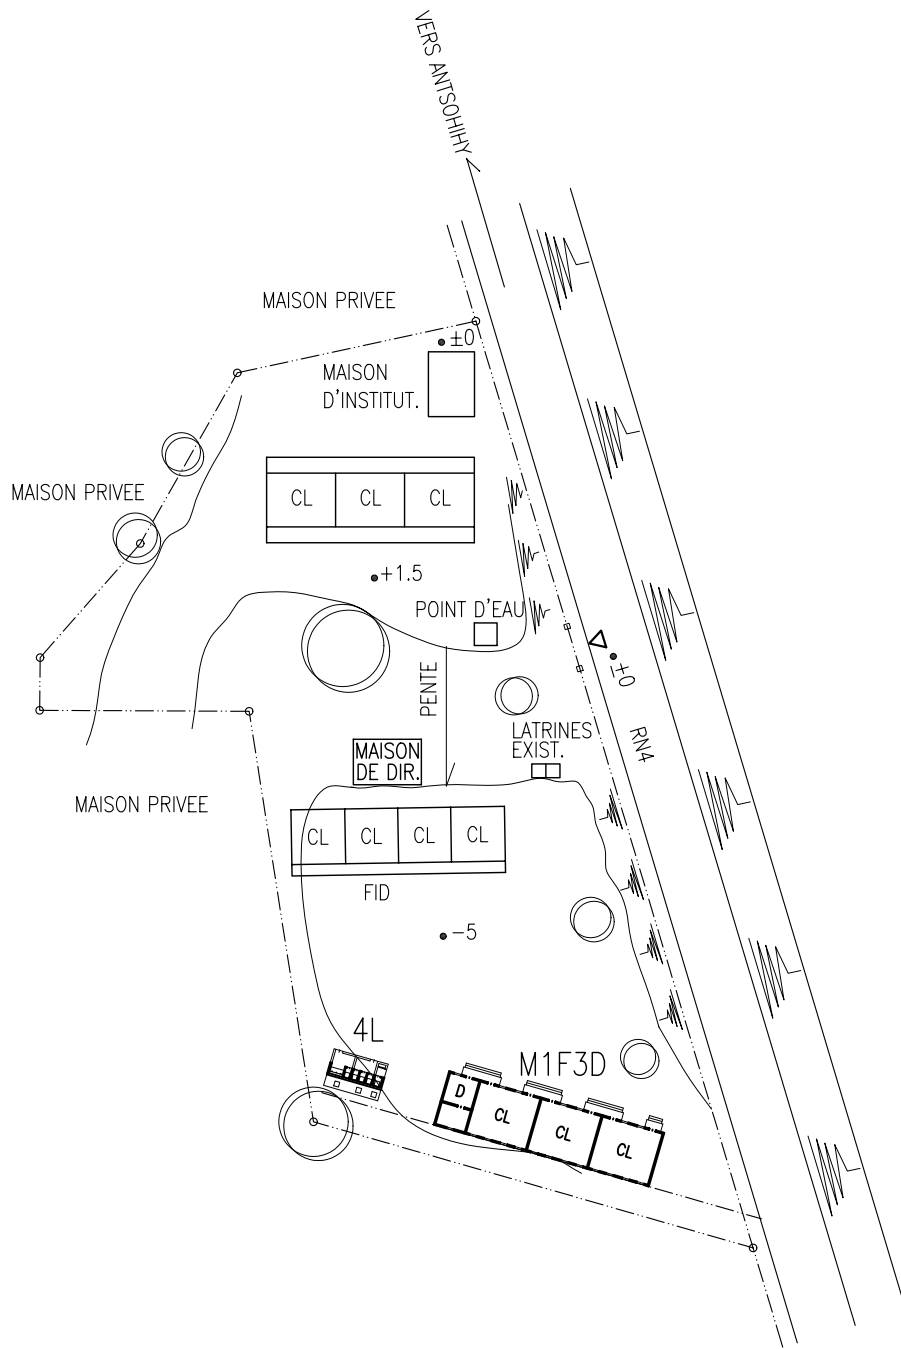 VERS ANTSOHIHY
MAISON PRIVEE
±0
MAISON
D'INSTITUT.
MAISON PRIVEE
CL
CL
CL
+1.5
POINT D'EAU
PENTE
±0
LATRINES
EXIST.
RN4
MAISON
DE DIR.
MAISON PRIVEE
CL
CL
CL
CL
FID
-5
4L
M1F3D
D
CL
CL
CL